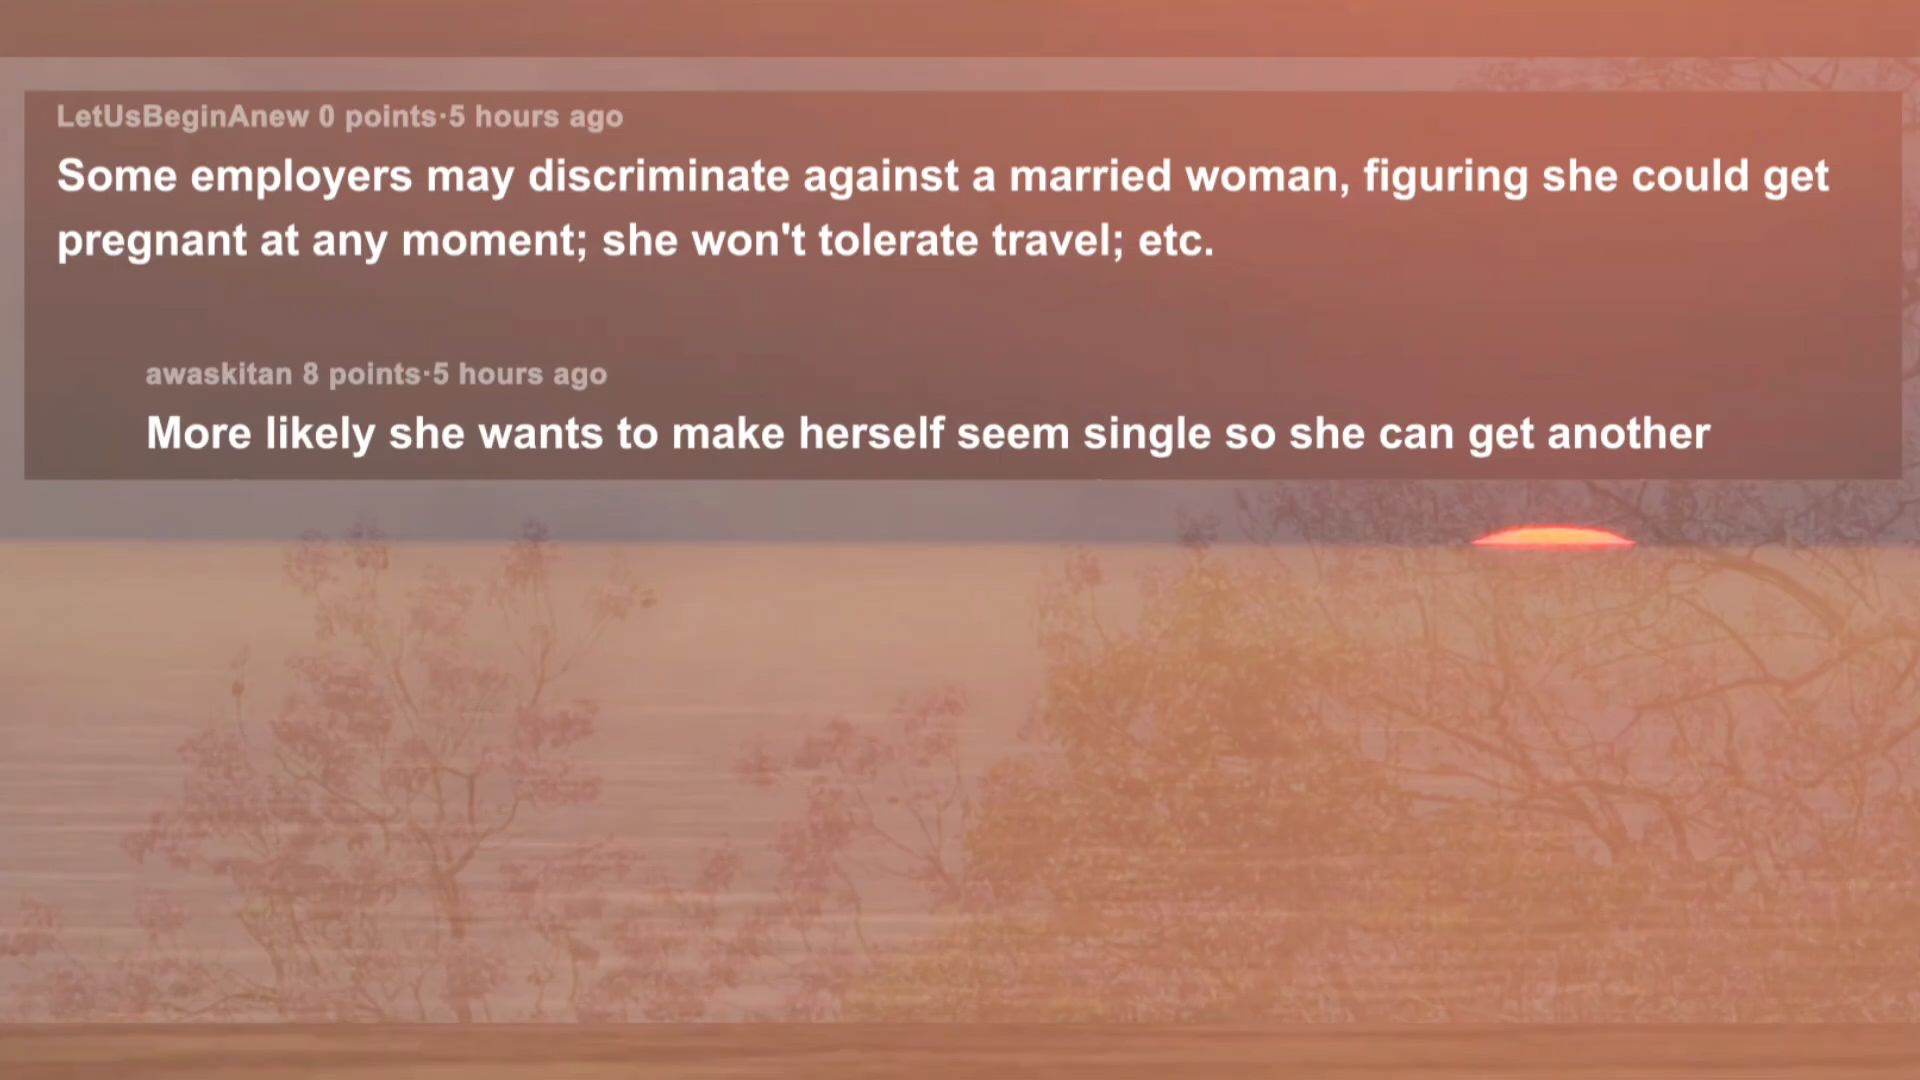 LetUsBeginAnew 0 points·5 hours ago
Some employers may discriminate against a married woman, figuring she could get
pregnant at any moment; she won't tolerate travel; etc.
awaskitan 8 points·5 hours ago
More likely she wants to make herself seem single so she can get another